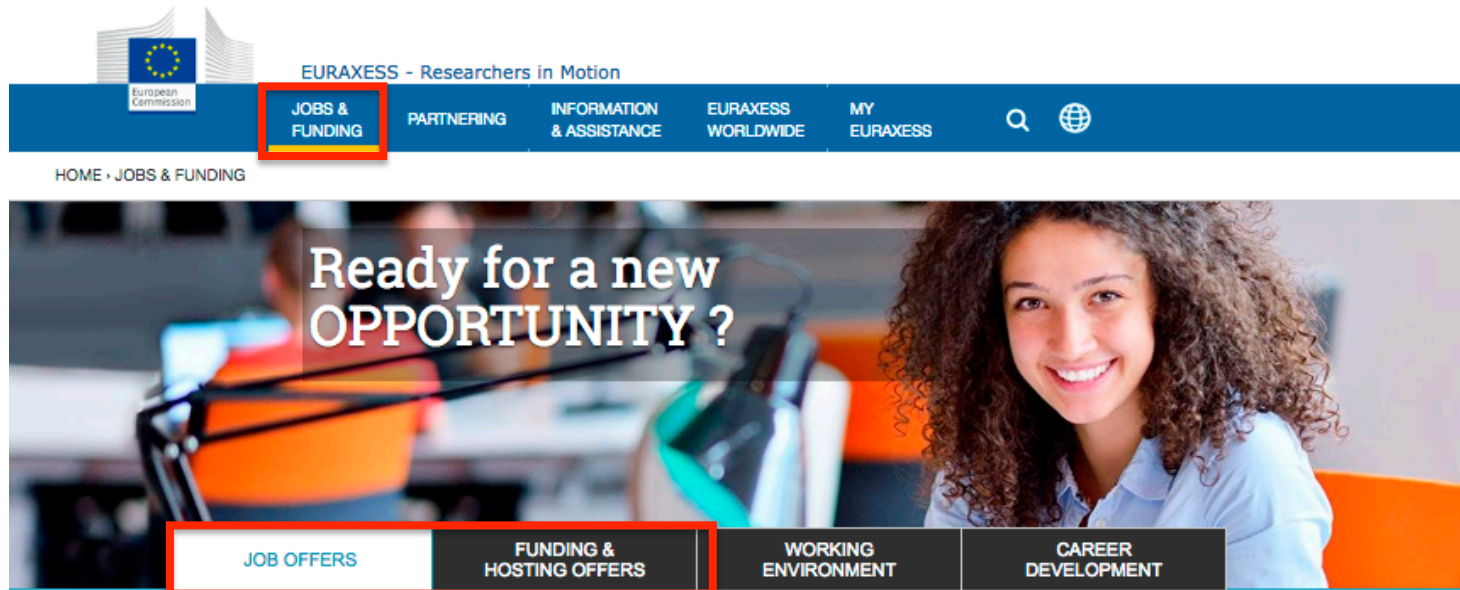 European
Commission
EURAXESS - Researchers in Motion
JOBS &
FUNDING
PARTNERING
INFORMATION
& ASSISTANCE
EURAXESS
WORLDWIDE
MY
EURAXESS
HOME › JOBS & FUNDING
Ready for a new
OPPORTUNITY ?
JOB OFFERS
FUNDING &
HOSTING OFFERS
WORKING
ENVIRONMENT
CAREER
DEVELOPMENT